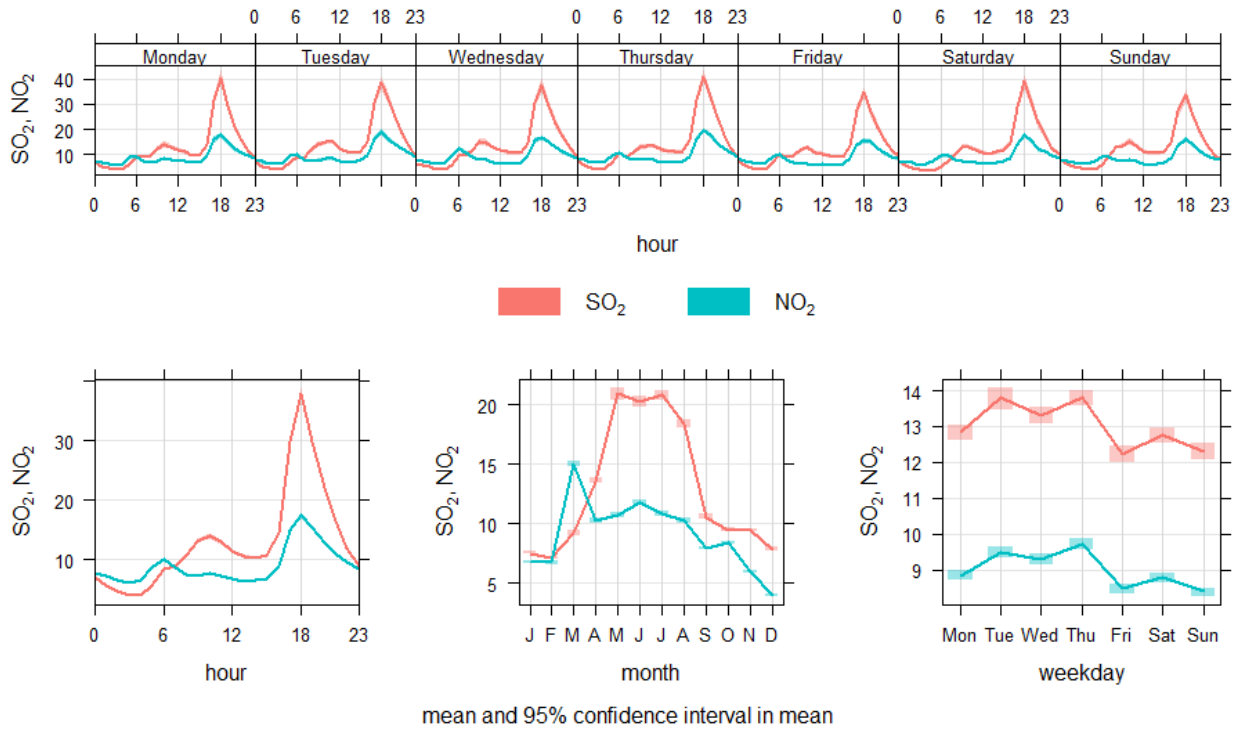 0 6 12 18 23 0 6 12 18 23 0 6 12 18 23
Monday Tuesday Wednesday Thursday Friday Saturday Sunday
SO₂, NO₂
40
30
20
10
0 6 12 18 23 0 6 12 18 23 0 6 12 18 23 0 6 12 18 23
hour
SO₂ NO₂
SO₂, NO₂
30
20
10
0 6 12 18 23
hour
SO₂, NO₂
20
15
10
5
J F M A M J J A S O N D
month
SO₂, NO₂
14
13
12
11
10
9
Mon Tue Wed Thu Fri Sat Sun
weekday
mean and 95% confidence interval in mean